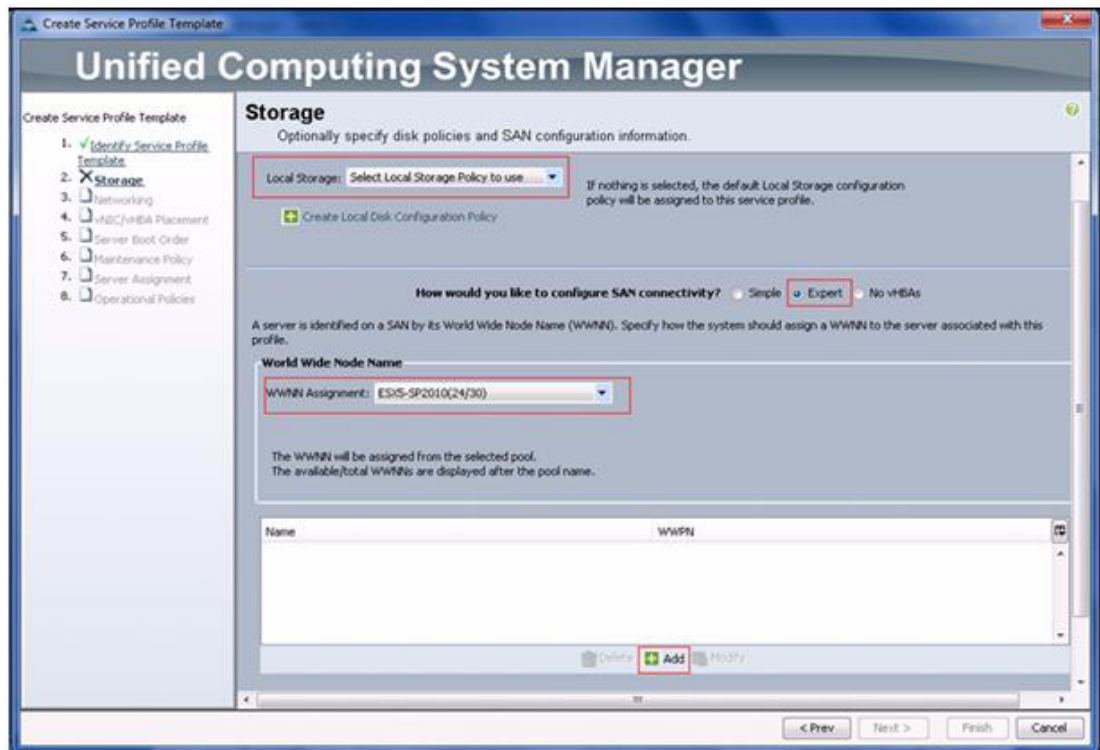 Create Service Profile Template
Unified Computing System Manager
Create Service Profile Template
1. Identify Service Profile
Template
2. Storage
3. Networking
4. vNIC/vHBA Placement
5. Server Boot Order
6. Maintenance Policy
7. Server Assignment
8. Operational Policies
Storage
Optionally specify disk policies and SAN configuration information.
Local Storage: Select Local Storage Policy to use
If nothing is selected, the default Local Storage configuration
policy will be assigned to this service profile.
Create Local Disk Configuration Policy
How would you like to configure SAN connectivity? Simple Expert No vHBAs
A server is identified on a SAN by its World Wide Node Name (WWNN). Specify how the system should assign a WWNN to the server associated with this
profile.
World Wide Node Name
WWNN Assignment: ESX5-SP2010(24/30)
The WWNN will be assigned from the selected pool.
The available/total WWNNs are displayed after the pool name.
Name WWPN
Delete Add Modify
< Prev Next > Finish Cancel